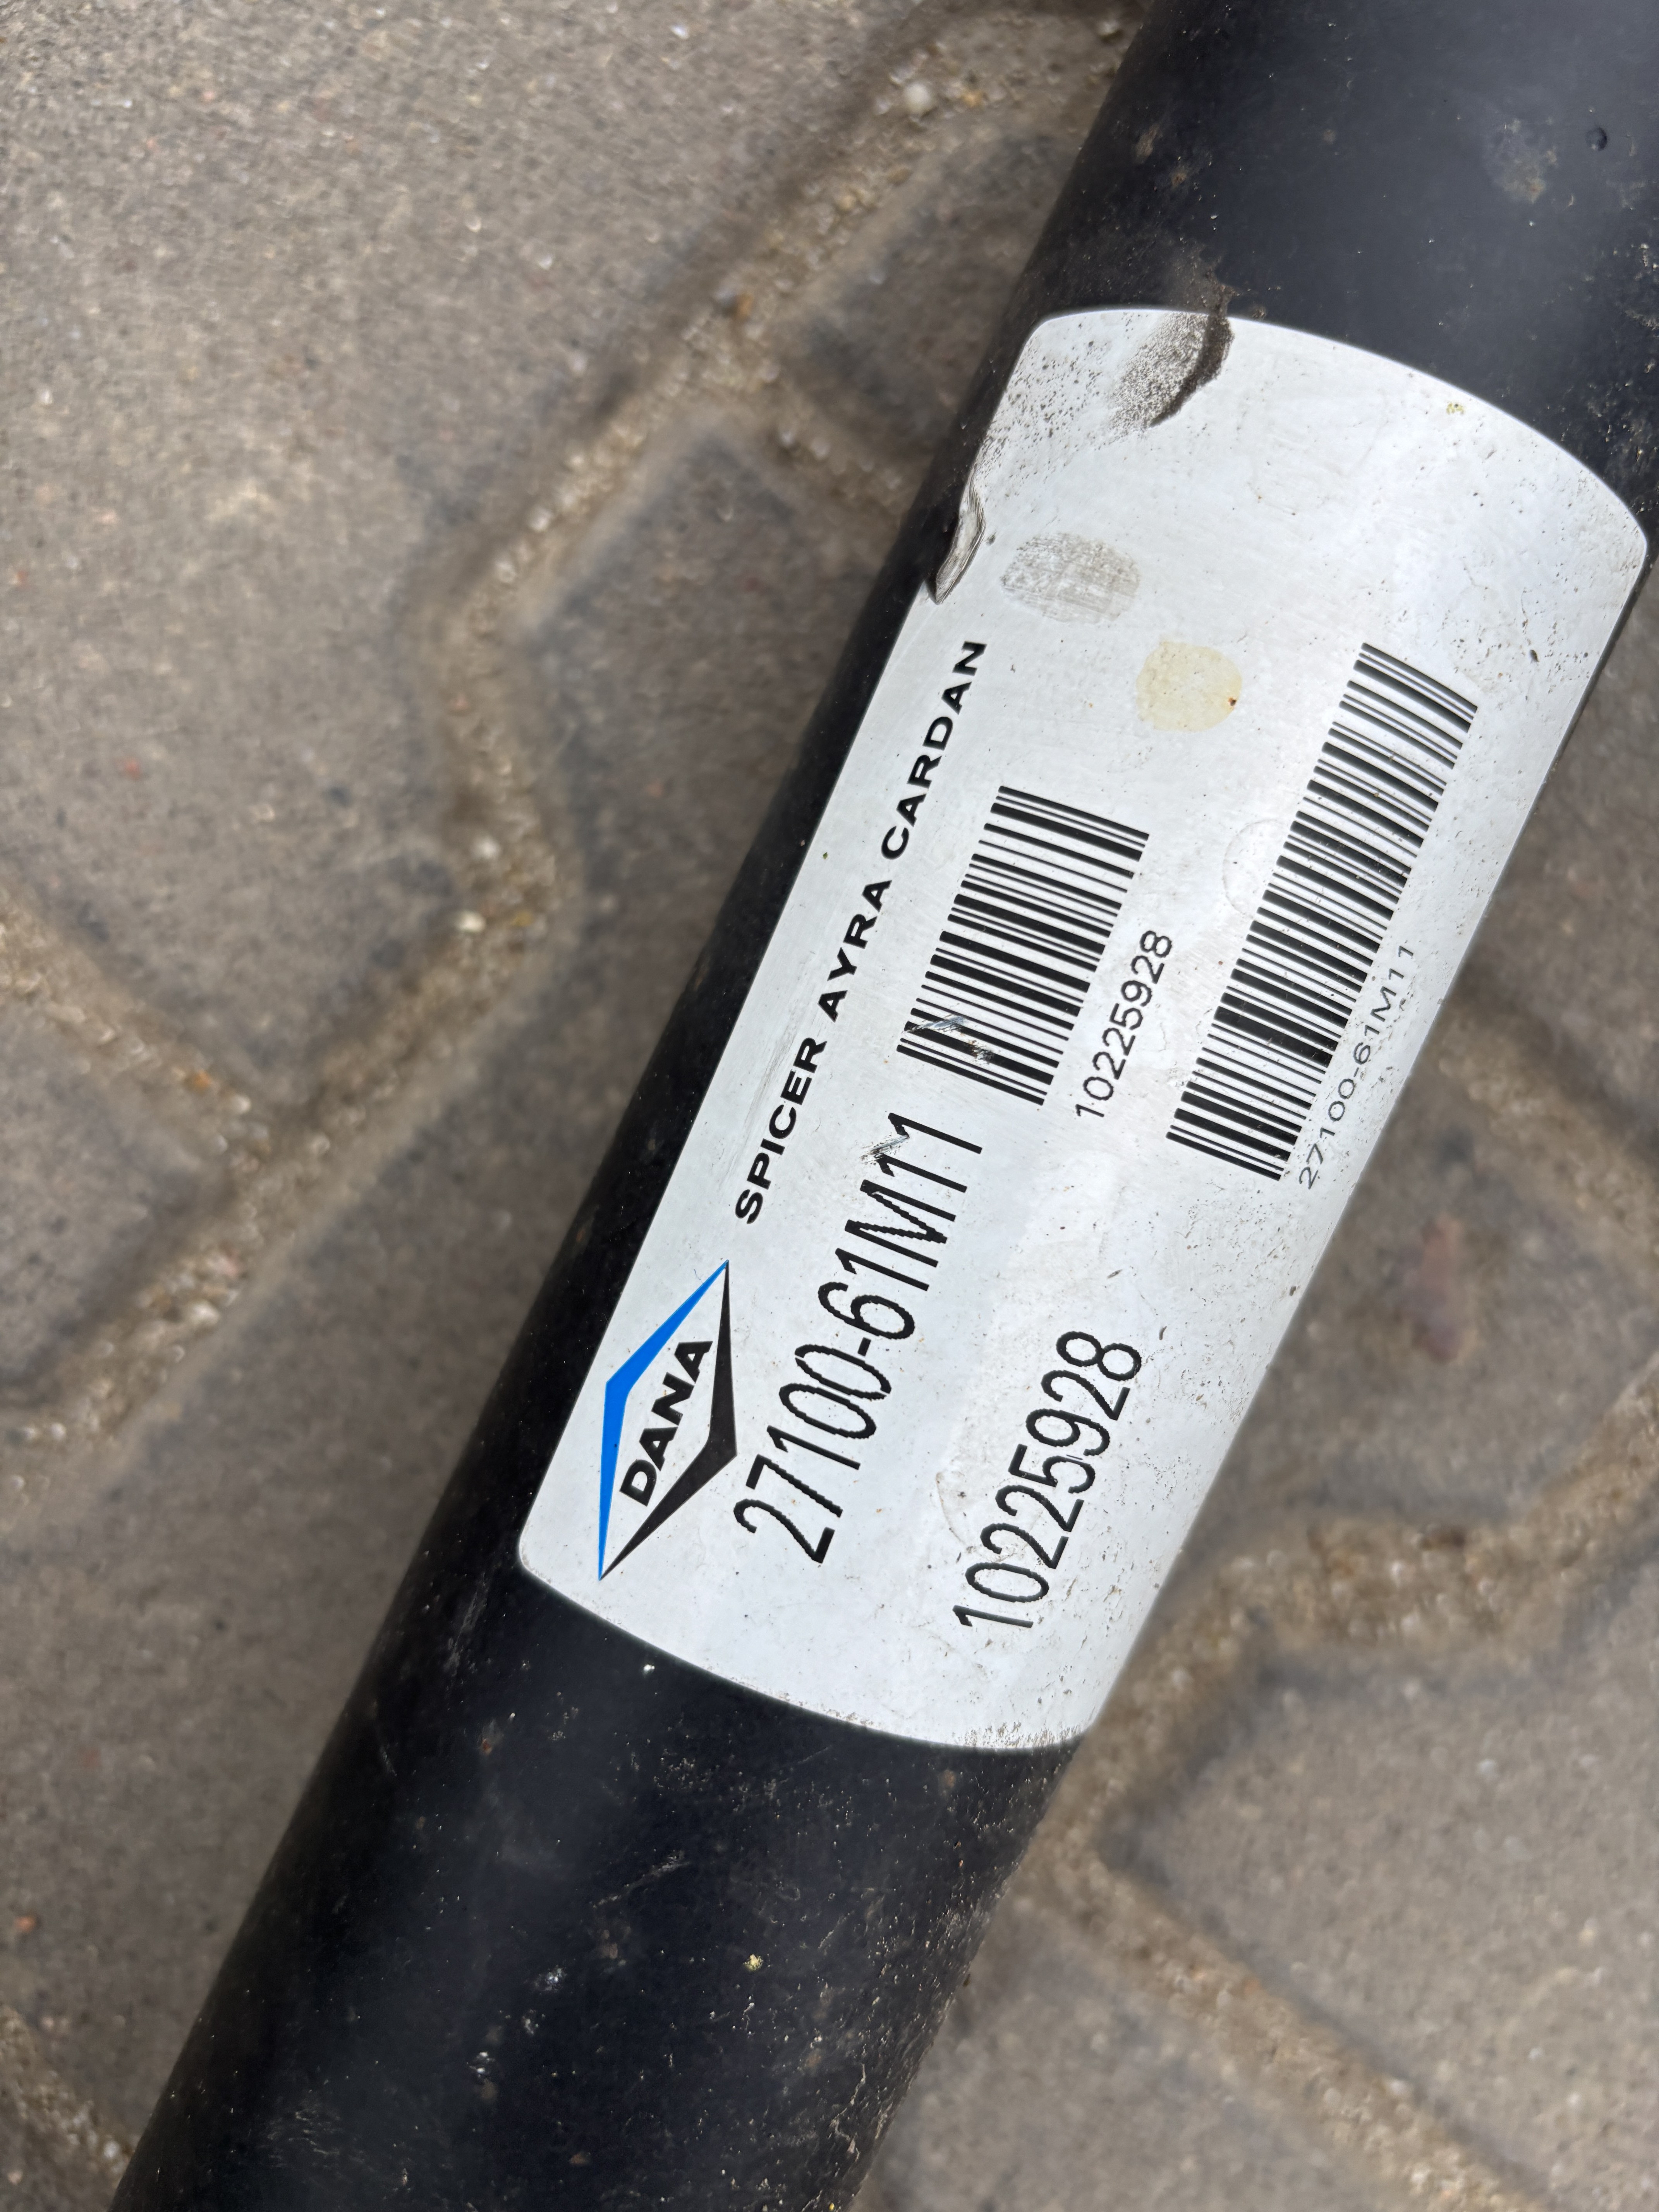 DANA
SPICER AYRA CARDAN
27100-61M11
10225928
10225928
27100-61M11